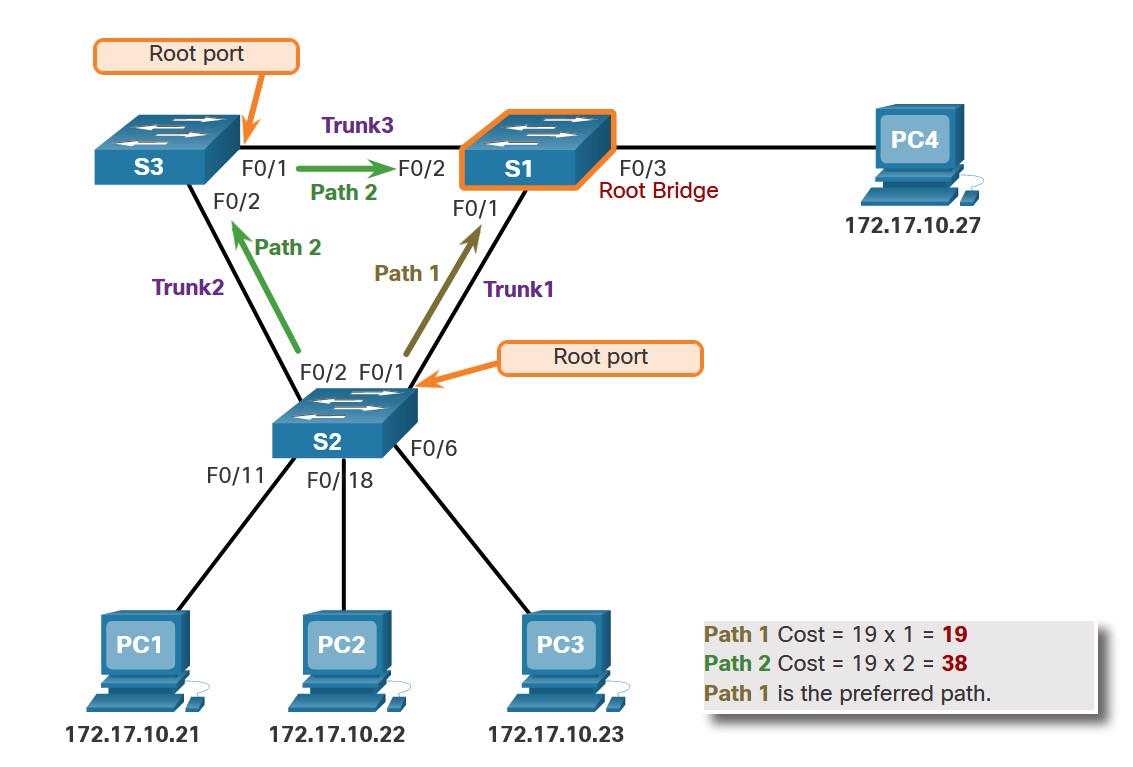 Root port
Trunk3
S3
S1
PC4
F0/1
F0/2
F0/3
Path 2
Root Bridge
F0/2
F0/1
172.17.10.27
Path 2
Path 1
Trunk2
Trunk1
Root port
F0/2 F0/1
S2
F0/6
F0/11
F0/18
PC1
PC2
PC3
Path 1 Cost = 19 x 1 = 19
Path 2 Cost = 19 x 2 = 38
Path 1 is the preferred path.
172.17.10.21
172.17.10.22
172.17.10.23